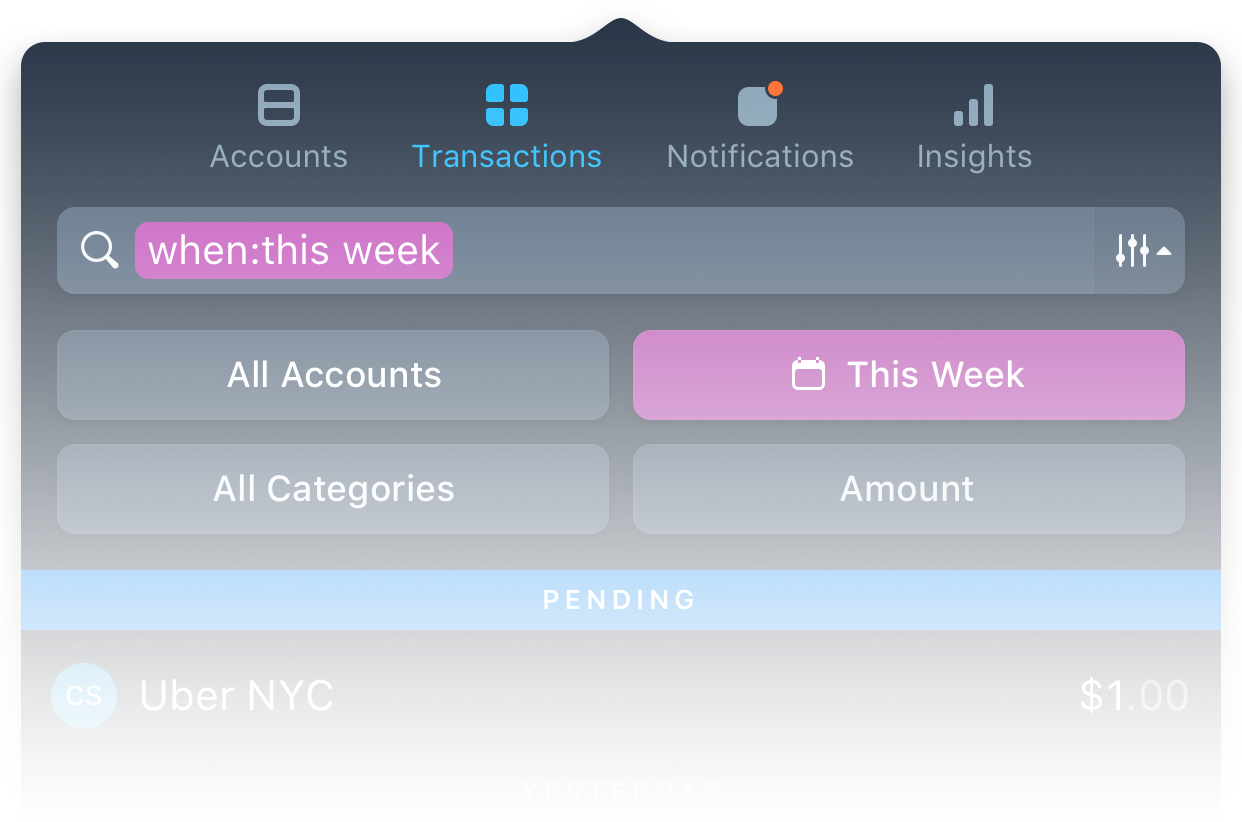 Accounts Transactions Notifications Insights
when:this week
All Accounts This Week
All Categories Amount
PENDING
CS Uber NYC $1.00
YESTERDAY